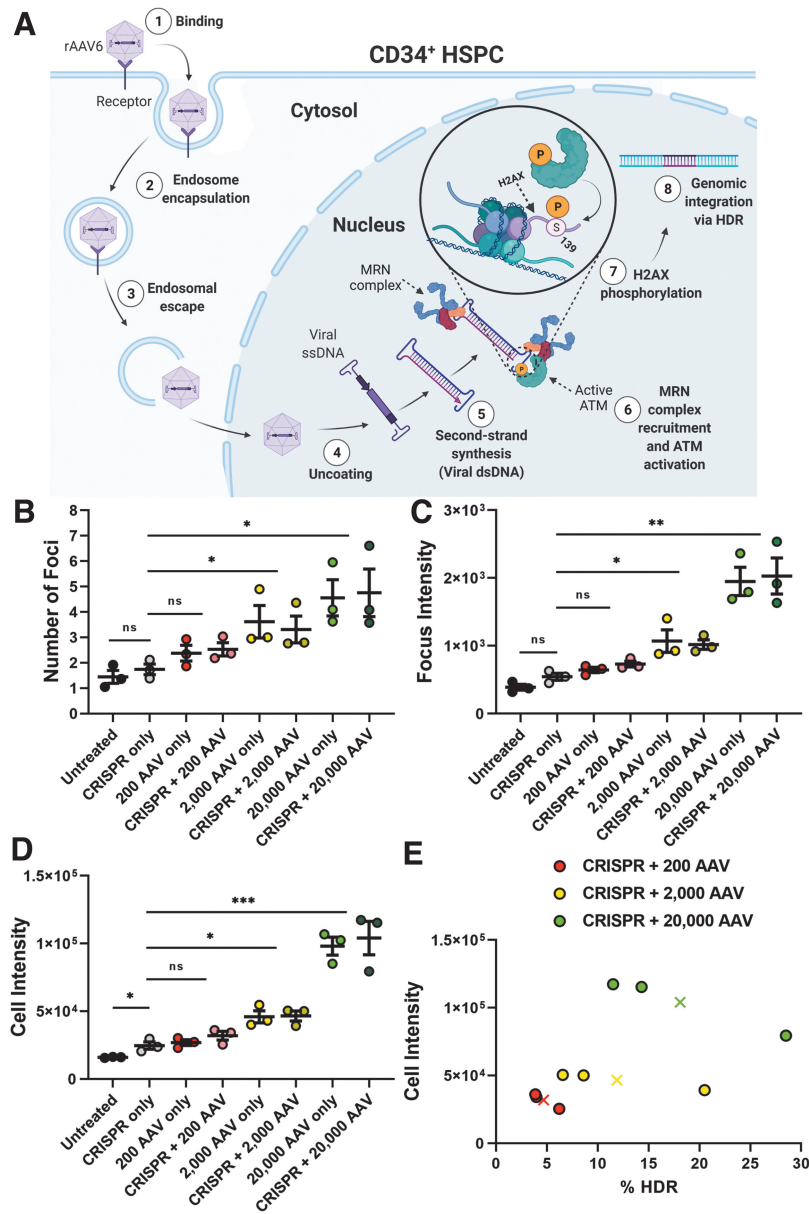 A
1 Binding
rAAV6
Receptor
CD34+ HSPC
Cytosol
2 Endosome
encapsulation
3 Endosomal
escape
4
Uncoating
Nucleus
MRN
complex
Viral
ssDNA
5
Second-strand
synthesis
(Viral dsDNA)
H2AX
P
P
S
139
P
Active
ATM
6 MRN
complex
recruitment
and ATM
activation
7 H2AX
phosphorylation
8 Genomic
integration
via HDR
B
Number of Foci
8
7
6
5
4
3
2
1
0
ns
ns
*
*
Untreated
CRISPR only
200 AAV only
CRISPR + 200 AAV
2,000 AAV only
CRISPR + 2,000 AAV
20,000 AAV only
CRISPR + 20,000 AAV
C
Focus Intensity
3×10³
2×10³
1×10³
0
ns
ns
*
**
Untreated
CRISPR only
200 AAV only
CRISPR + 200 AAV
2,000 AAV only
CRISPR + 2,000 AAV
20,000 AAV only
CRISPR + 20,000 AAV
D
Cell Intensity
1.5×10⁵
1×10⁵
5×10⁴
0
*
ns
*
***
Untreated
CRISPR only
200 AAV only
CRISPR + 200 AAV
2,000 AAV only
CRISPR + 2,000 AAV
20,000 AAV only
CRISPR + 20,000 AAV
E
CRISPR + 200 AAV
CRISPR + 2,000 AAV
CRISPR + 20,000 AAV
Cell Intensity
1.5×10⁵
1×10⁵
5×10⁴
0
0 5 10 15 20 25 30
% HDR